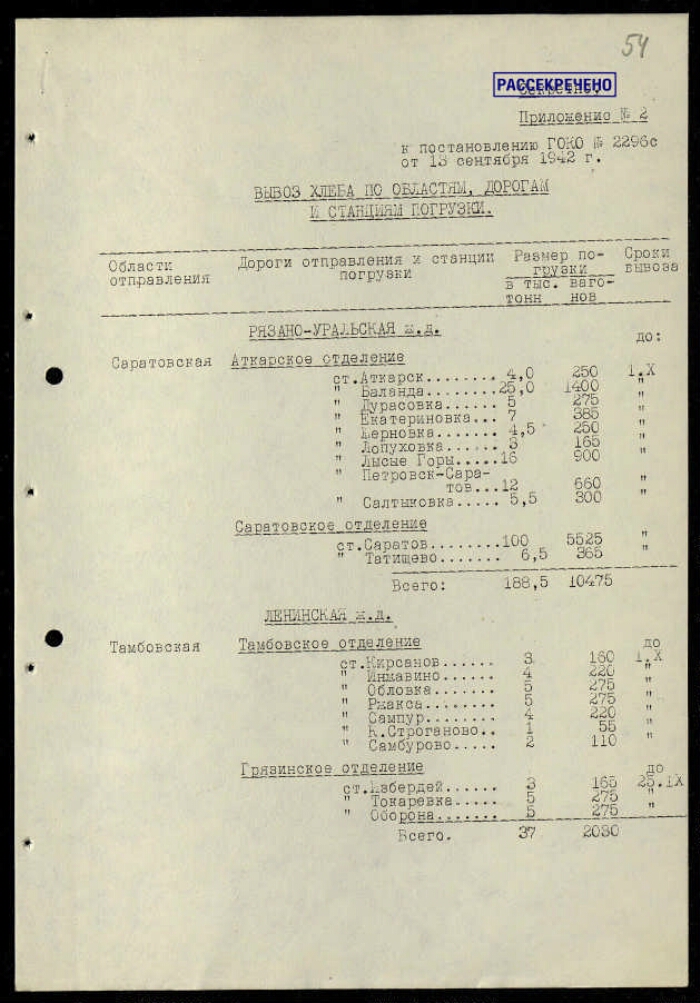 54
РАССЕКРЕЧЕНО
Приложение № 2
к постановлению ГОКО № 2296с
от 13 сентября 1942 г.
ВЫВОЗ ХЛЕБА ПО ОБЛАСТЯМ, ДОРОГАМ
И СТАНЦИЯМ ПОГРУЗКИ.
Области Дороги отправления и станции Размер по- Сроки
отправления погрузки грузки вывоза
в тыс. ваго-
тонн нов
РЯЗАНО-УРАЛЬСКАЯ ж.д.
до:
Саратовская Аткарское отделение
ст.Аткарск........ 4,0 250 1.X
" Баланда........25,0 1400 "
" Дурасовка...... 5 275 "
" Екатериновка... 7 385 "
" Жерновка....... 4,5 250 "
" Лопуховка...... 3 165 "
" Лысые Горы.....16 900 "
" Петровск-Сара-
тов...12 660 "
" Салтыковка..... 5,5 300 "
Саратовское отделение
ст.Саратов........100 5525 "
" Татищево....... 6,5 365 "
Всего: 188,5 10475
ЛЕНИНСКАЯ ж.д.
Тамбовская Тамбовское отделение до
ст.Кирсанов...... 3 160 1.X
" Инжавино..... 4 220 "
" Обловка...... 5 275 "
" Ржакса....... 5 275 "
" Сампур....... 4 220 "
" К.Строганово.. 1 55 "
" Самбурово.... 2 110 "
Грязинское отделение до
ст.Избердей...... 3 165 25.IX
" Токаревка..... 5 275 "
" Оборона....... 5 275 "
Всего. 37 2030